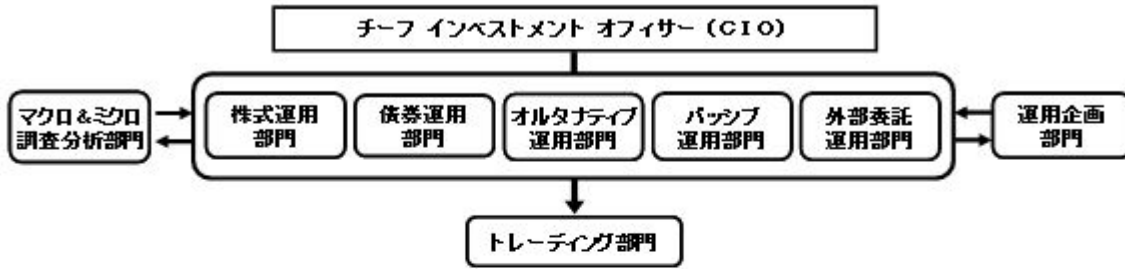 チーフ インベストメント オフィサー（ＣＩＯ）
マクロ＆ミクロ
調査分析部門
株式運用
部門
債券運用
部門
オルタナティブ
運用部門
パッシブ
運用部門
外部委託
運用部門
運用企画
部門
トレーディング部門